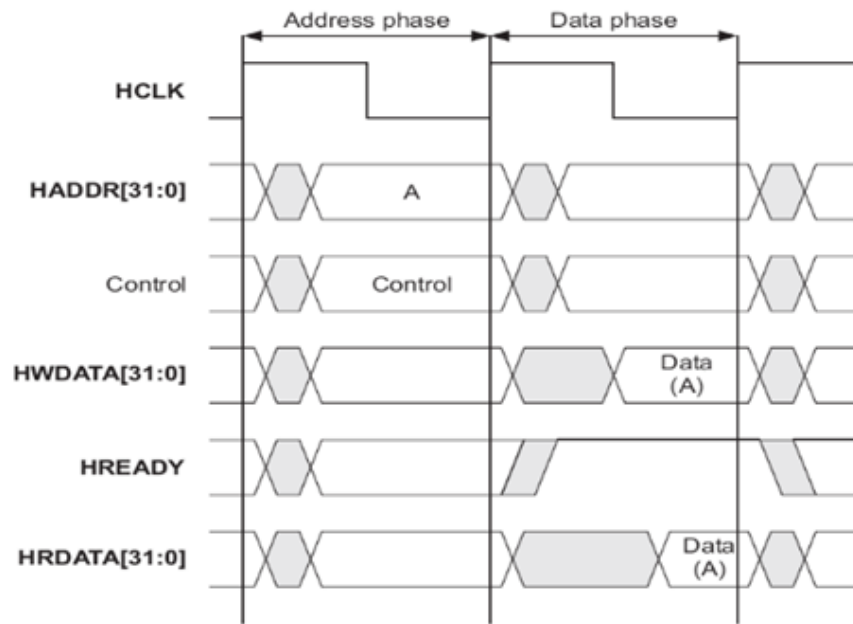 Address phase Data phase
HCLK
HADDR[31:0] A
Control Control
HWDATA[31:0] Data
(A)
HREADY
HRDATA[31:0] Data
(A)